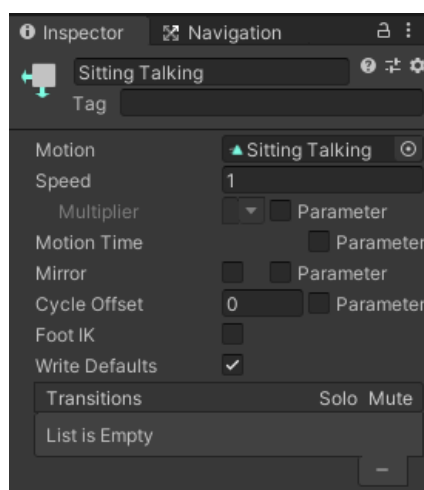 Inspector Navigation
Sitting Talking
Tag
Motion Sitting Talking
Speed 1
Multiplier Parameter
Motion Time Parameter
Mirror Parameter
Cycle Offset 0 Parameter
Foot IK
Write Defaults
Transitions Solo Mute
List is Empty